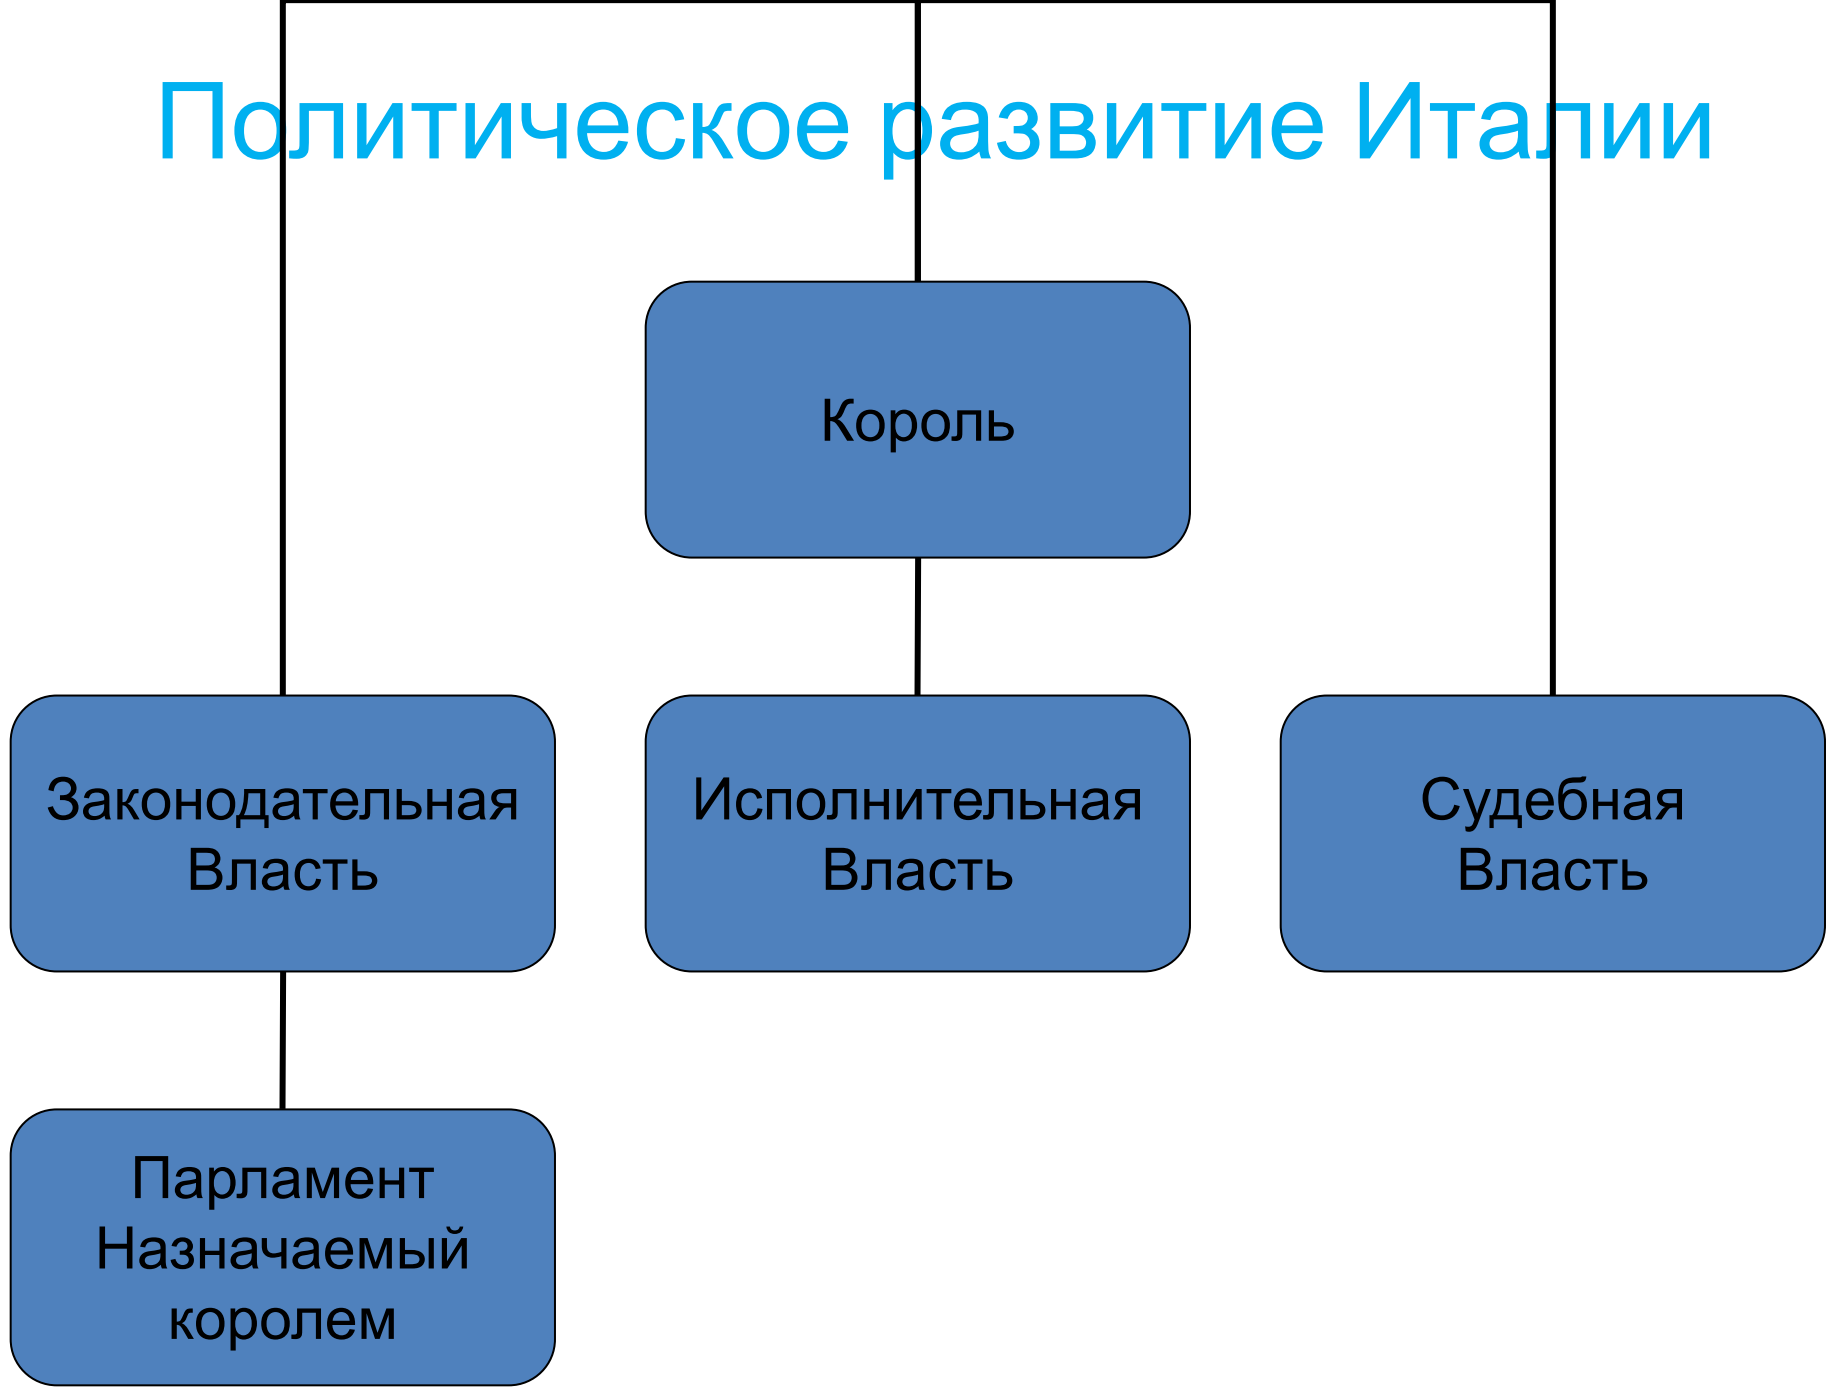 Политическое развитие Италии
Король
Законодательная
Власть
Исполнительная
Власть
Судебная
Власть
Парламент
Назначаемый
королем